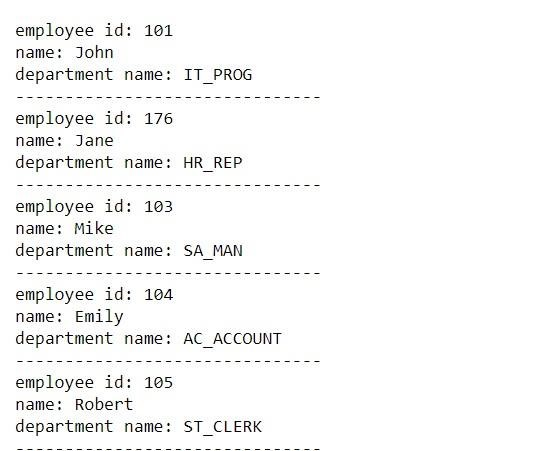 employee id: 101
name: John
department name: IT_PROG
-------------------------------
employee id: 176
name: Jane
department name: HR_REP
-------------------------------
employee id: 103
name: Mike
department name: SA_MAN
-------------------------------
employee id: 104
name: Emily
department name: AC_ACCOUNT
-------------------------------
employee id: 105
name: Robert
department name: ST_CLERK
-------------------------------